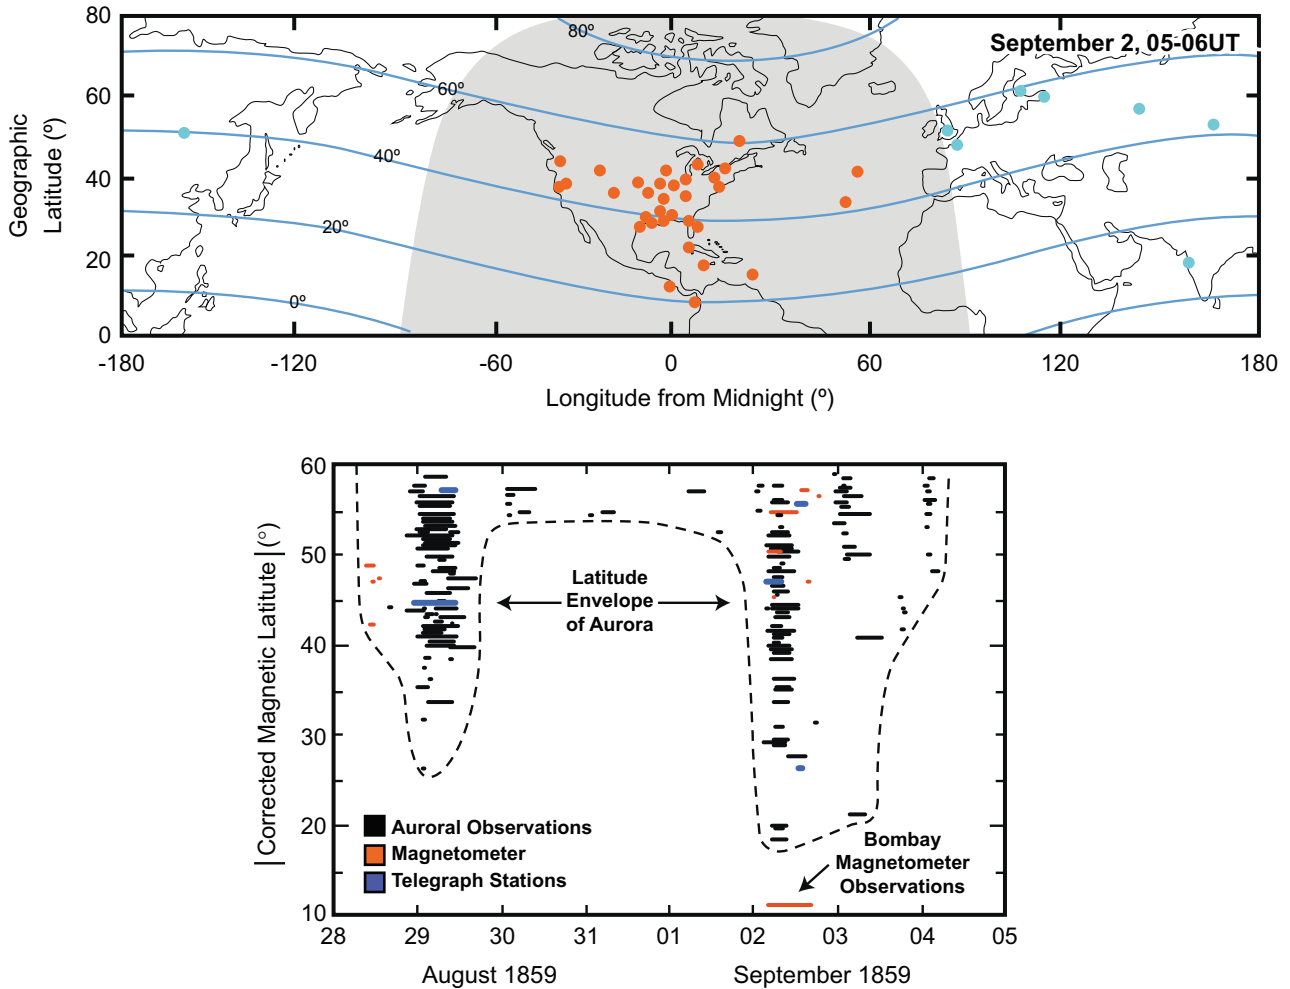 80
60
40
20
0
Geographic
Latitude (º)
80º
60º
40º
20º
0º
September 2, 05-06UT
-180
-120
-60
0
60
120
180
Longitude from Midnight (º)
60
50
40
30
20
10
|Corrected Magnetic Latitute| (°)
Latitude
Envelope
of Aurora
Auroral Observations
Magnetometer
Telegraph Stations
Bombay
Magnetometer
Observations
28
29
30
31
01
02
03
04
05
August 1859
September 1859